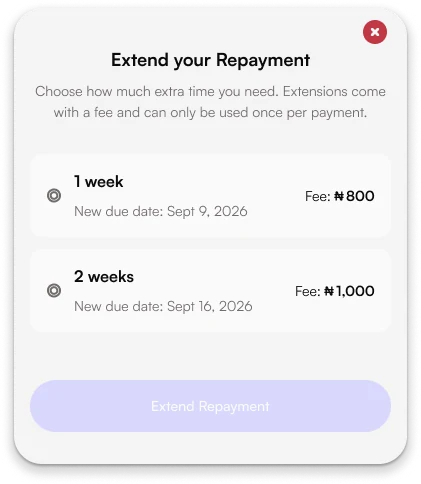 Extend your Repayment
Choose how much extra time you need. Extensions come
with a fee and can only be used once per payment.
1 week
New due date: Sept 9, 2026
Fee: ₦800
2 weeks
New due date: Sept 16, 2026
Fee: ₦1,000
Extend Repayment